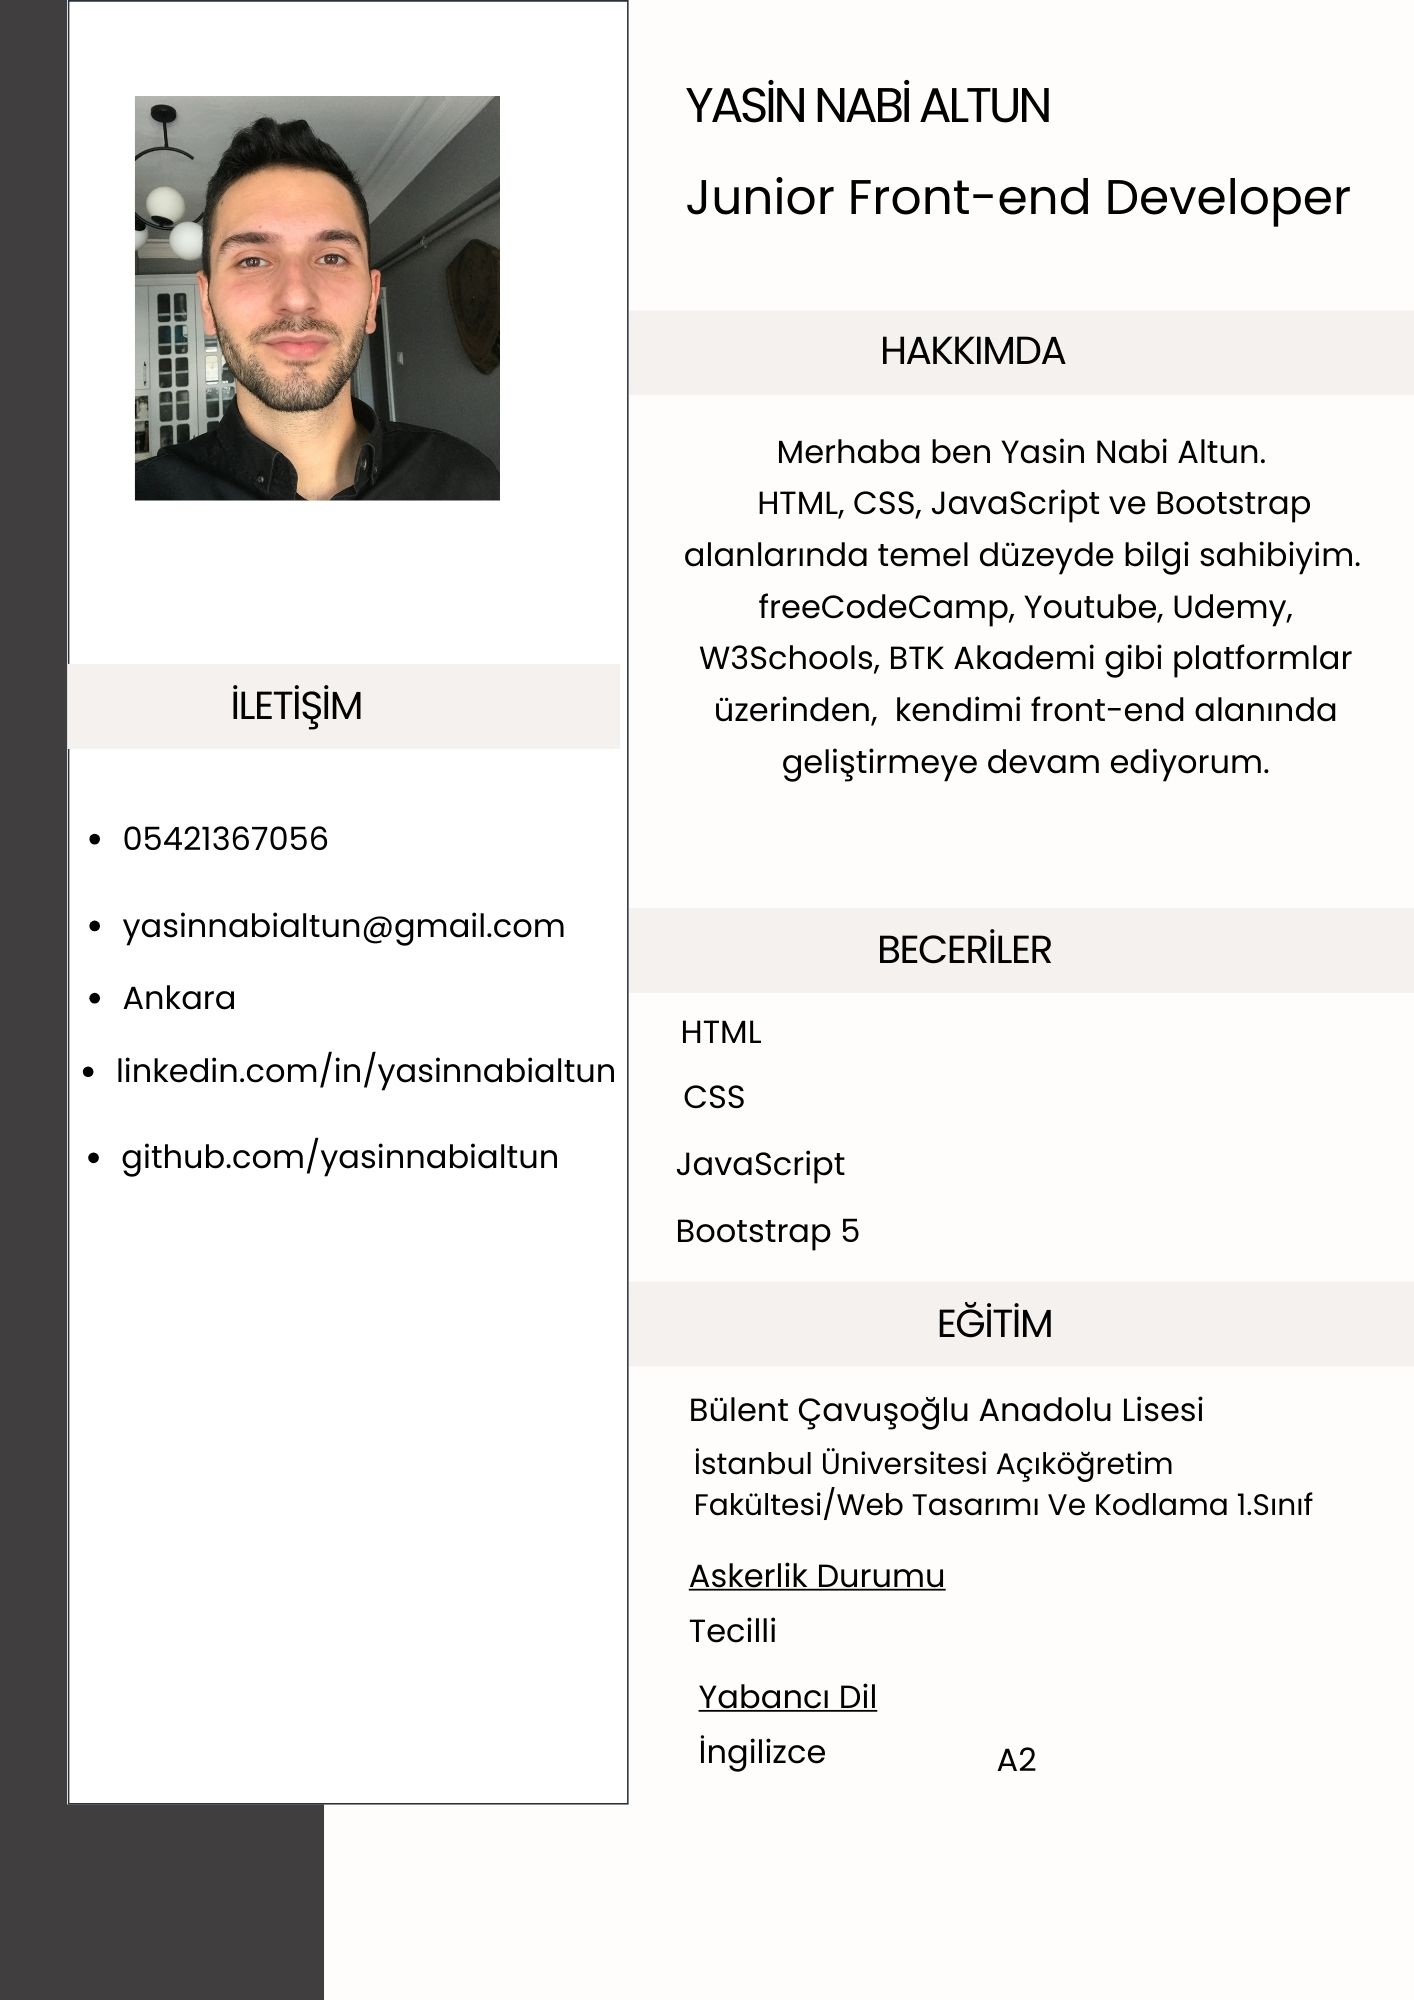 YASİN NABİ ALTUN
Junior Front-end Developer
HAKKIMDA
Merhaba ben Yasin Nabi Altun.
HTML, CSS, JavaScript ve Bootstrap
alanlarında temel düzeyde bilgi sahibiyim.
freeCodeCamp, Youtube, Udemy,
W3Schools, BTK Akademi gibi platformlar
üzerinden, kendimi front-end alanında
geliştirmeye devam ediyorum.
İLETİŞİM
• 05421367056
• yasinnabialtun@gmail.com
• Ankara
• linkedin.com/in/yasinnabialtun
• github.com/yasinnabialtun
BECERİLER
HTML
CSS
JavaScript
Bootstrap 5
EĞİTİM
Bülent Çavuşoğlu Anadolu Lisesi
İstanbul Üniversitesi Açıköğretim
Fakültesi/Web Tasarımı Ve Kodlama 1.Sınıf
Askerlik Durumu
Tecilli
Yabancı Dil
İngilizce A2